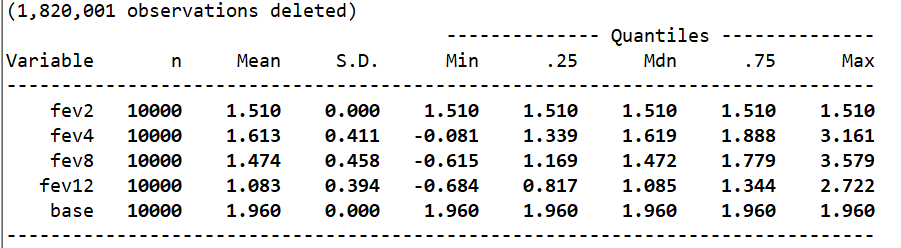 (1,820,001 observations deleted)
-------------- Quantiles --------------
Variable n Mean S.D. Min .25 Mdn .75 Max
fev2 10000 1.510 0.000 1.510 1.510 1.510 1.510 1.510
fev4 10000 1.613 0.411 -0.081 1.339 1.619 1.888 3.161
fev8 10000 1.474 0.458 -0.615 1.169 1.472 1.779 3.579
fev12 10000 1.083 0.394 -0.684 0.817 1.085 1.344 2.722
base 10000 1.960 0.000 1.960 1.960 1.960 1.960 1.960